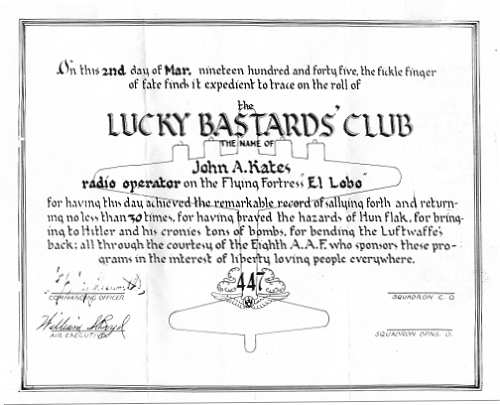 On this 2nd day of Mar. nineteen hundred and forty five, the fickle finger
of fate finds it expedient to trace on the roll of
the
LUCKY BASTARDS' CLUB
THE NAME OF
John A. Kates
radio operator on the Flying Fortress "El Lobo"
for having this day achieved the remarkable record of sallying forth and return-
ing no less than 30 times, for having braved the hazards of Hun flak, for bring-
ing to Hitler and his cronies tons of bombs, for bending the Luftwaffe's
back; all through the courtesy of the Eighth A.A.F. who sponsors these pro-
grams in the interest of liberty loving people everywhere.
447
COMMANDING OFFICER
SQUADRON C. O.
William
AIR EXECUTIVE
SQUADRON OPNS. O.